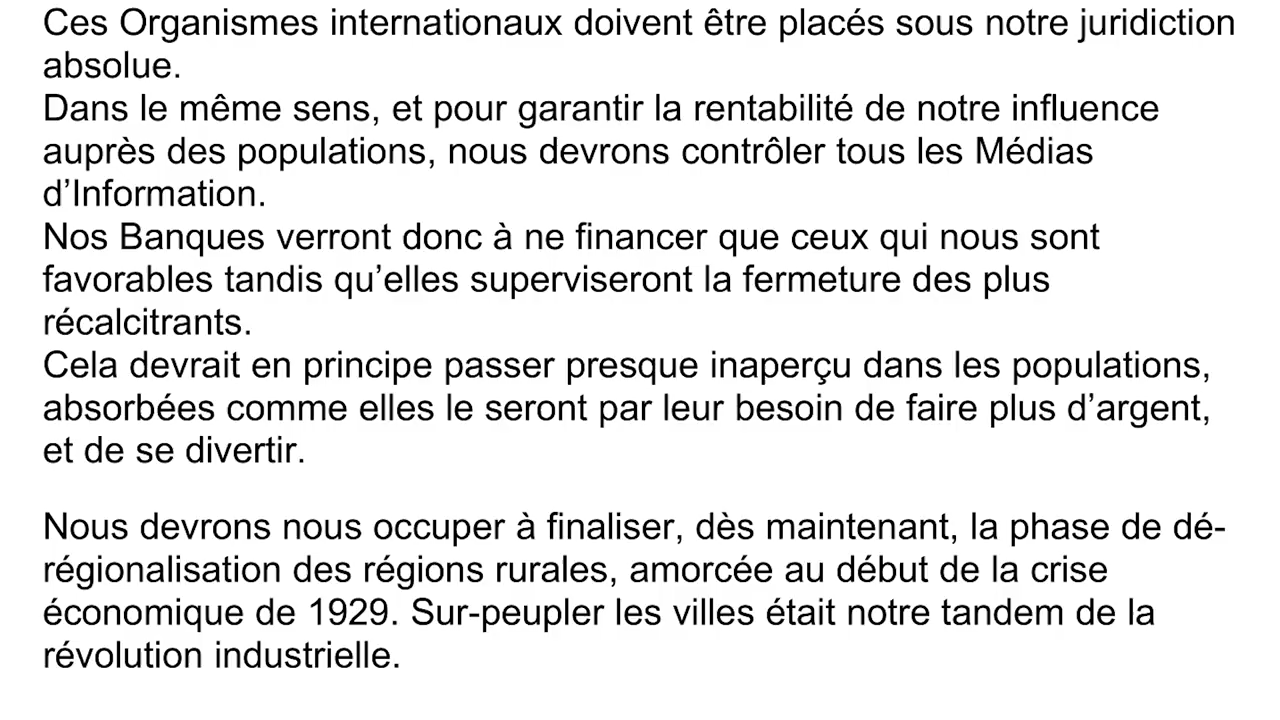 Ces Organismes internationaux doivent être placés sous notre juridiction
absolue.
Dans le même sens, et pour garantir la rentabilité de notre influence
auprès des populations, nous devrons contrôler tous les Médias
d’Information.
Nos Banques verront donc à ne financer que ceux qui nous sont
favorables tandis qu’elles superviseront la fermeture des plus
récalcitrants.
Cela devrait en principe passer presque inaperçu dans les populations,
absorbées comme elles le seront par leur besoin de faire plus d’argent,
et de se divertir.
Nous devrons nous occuper à finaliser, dès maintenant, la phase de dé-
régionalisation des régions rurales, amorcée au début de la crise
économique de 1929. Sur-peupler les villes était notre tandem de la
révolution industrielle.